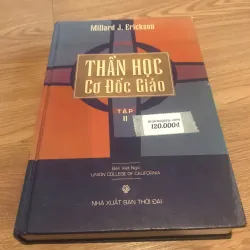 Millard J. Erickson
THẦN HỌC
CƠ ĐỐC GIÁO
TẬP
II
120.000đ
Bản Việt Ngữ
UNION COLLEGE OF CALIFORNIA
NHÀ XUẤT BẢN THỜI ĐẠI